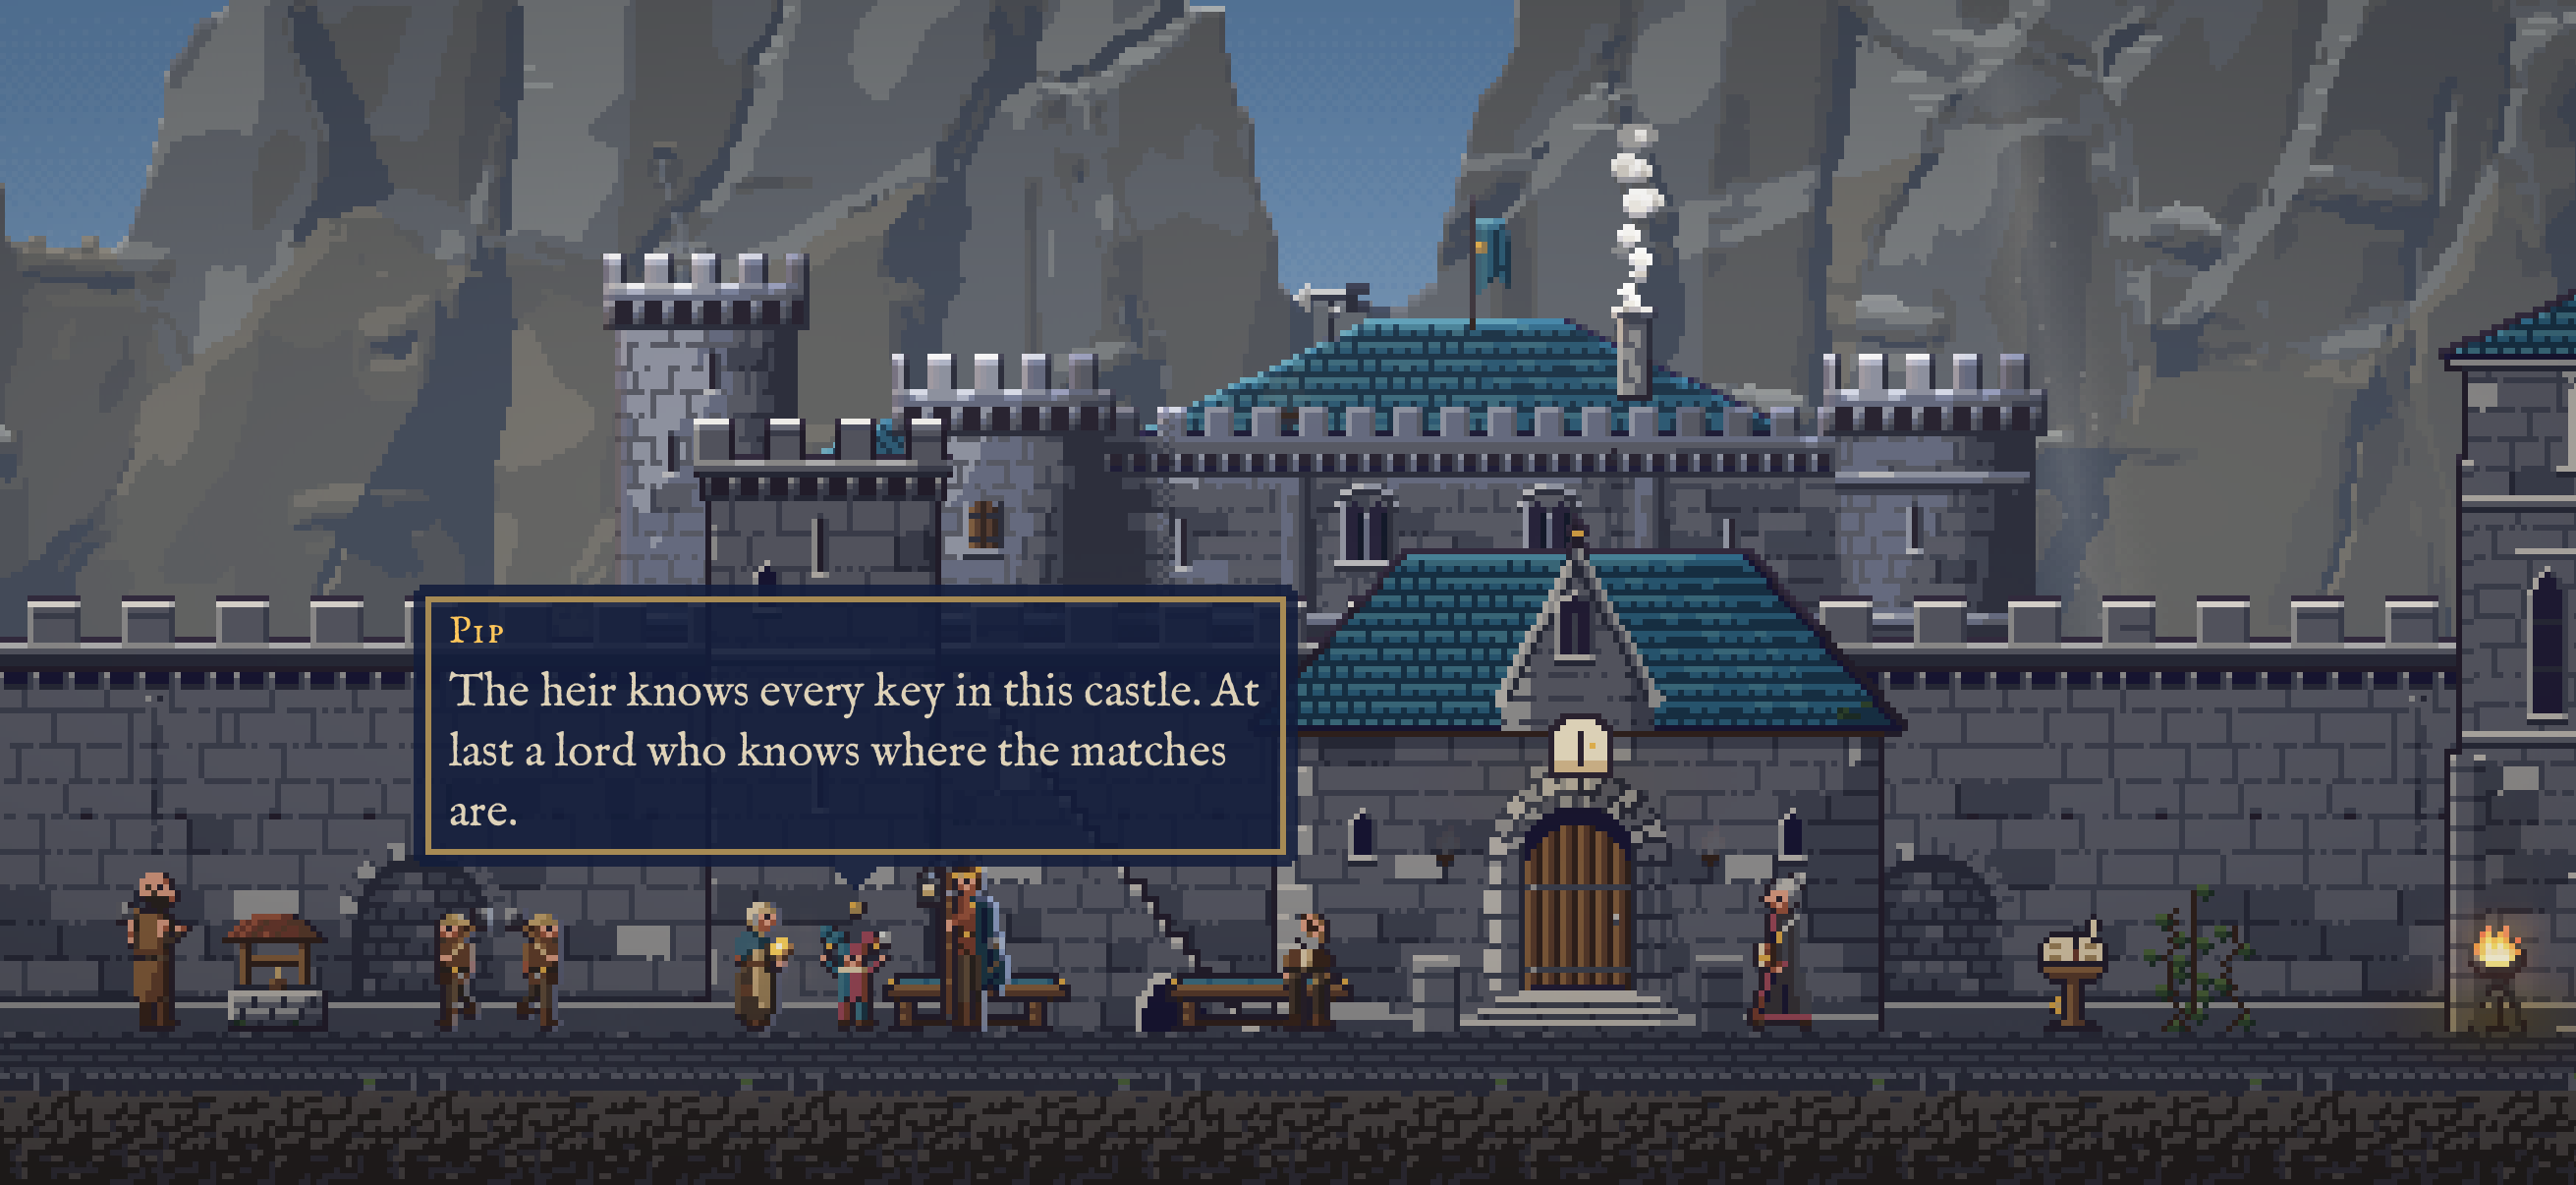 Pip
The heir knows every key in this castle. At
last a lord who knows where the matches
are.